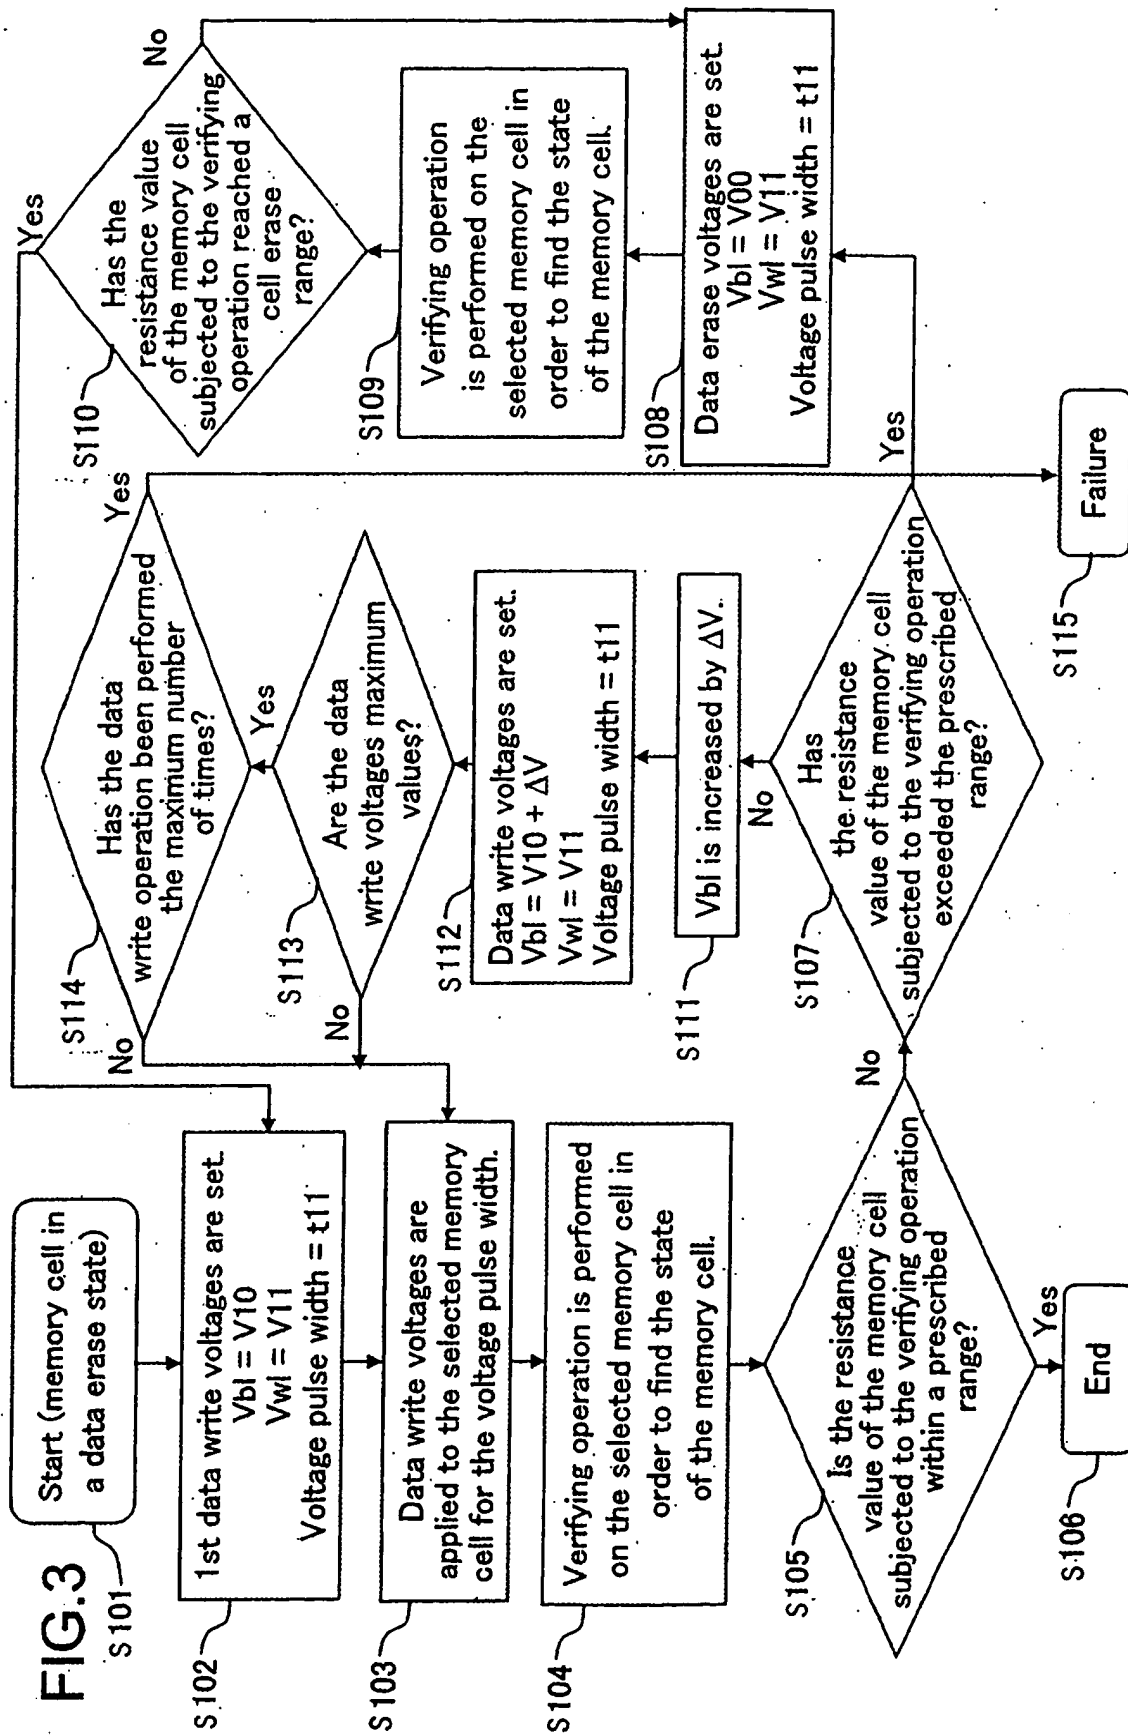 FIG.3
S101
Start (memory cell in
a data erase state)
S102
1st data write voltages are set.
Vbl = V10
Vwl = V11
Voltage pulse width = t11
S103
Data write voltages are
applied to the selected memory
cell for the voltage pulse width.
S104
Verifying operation is performed
on the selected memory cell in
order to find the state
of the memory cell.
S105
Is the resistance
value of the memory cell
subjected to the verifying operation
within a prescribed
range?
No
Yes
S106
End
S107
Has
the resistance
value of the memory cell
subjected to the verifying operation
exceeded the prescribed
range?
No
Yes
S111
Vbl is increased by ΔV.
S112
Data write voltages are set.
Vbl = V10 + ΔV
Vwl = V11
Voltage pulse width = t11
S113
Are the data
write voltages maximum
values?
No
Yes
S114
Has the data
write operation been performed
the maximum number
of times?
No
Yes
S115
Failure
S108
Data erase voltages are set.
Vbl = V00
Vwl = V11
Voltage pulse width = t11
S109
Verifying operation
is performed on the
selected memory cell in
order to find the state
of the memory cell.
S110
Has the
resistance value
of the memory cell
subjected to the verifying
operation reached a
cell erase
range?
Yes
No